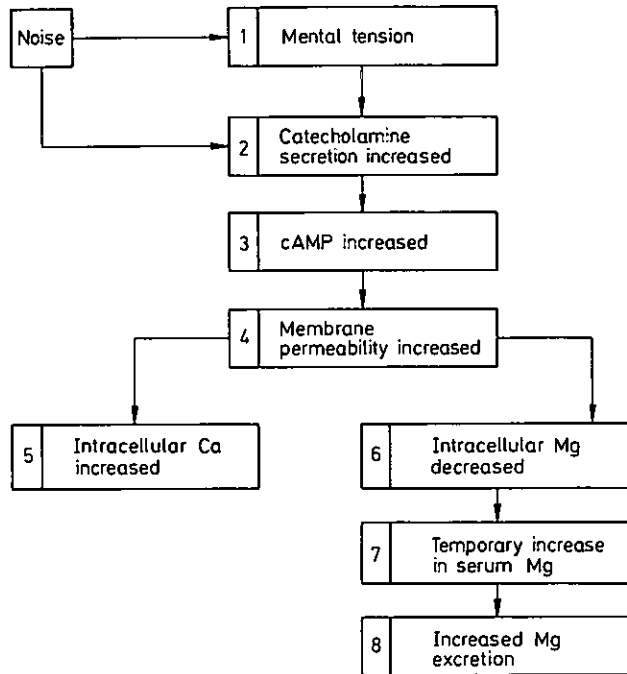 Noise
1 Mental tension
2 Catecholamine
secretion increased
3 cAMP increased
4 Membrane
permeability increased
5 Intracellular Ca
increased
6 Intracellular Mg
decreased
7 Temporary increase
in serum Mg
8 Increased Mg
excretion